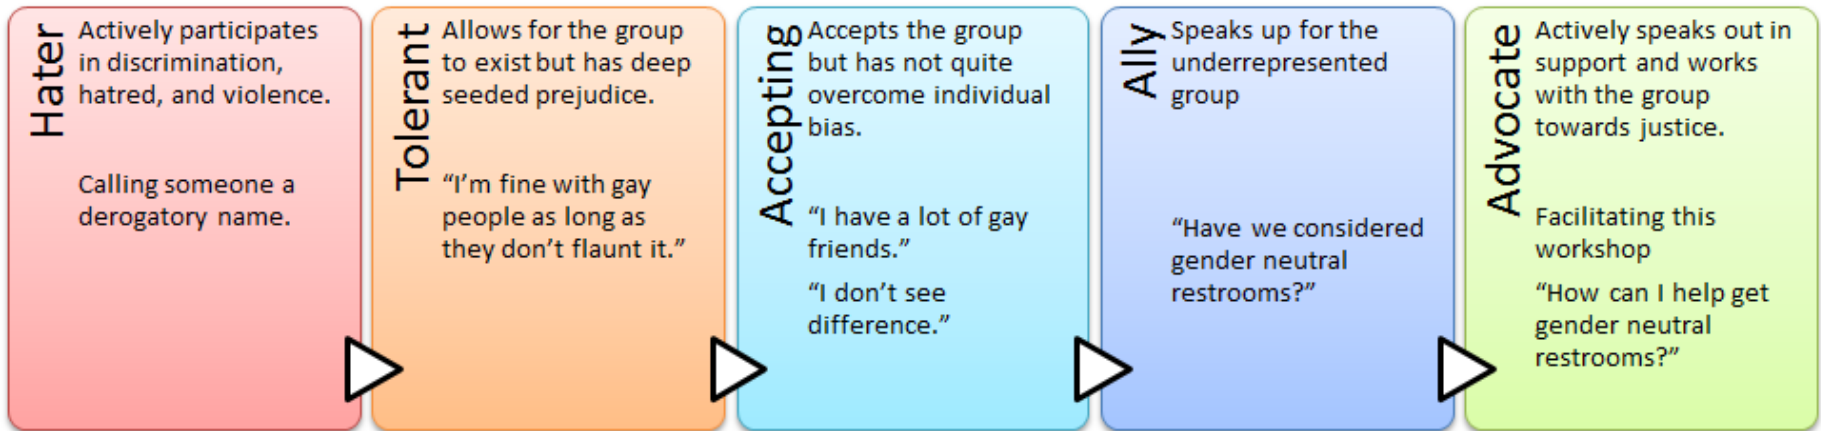 Hater
Actively participates
in discrimination,
hatred, and violence.
Calling someone a
derogatory name.
Tolerant
Allows for the group
to exist but has deep
seeded prejudice.
“I’m fine with gay
people as long as
they don’t flaunt it.”
Accepting
Accepts the group
but has not quite
overcome individual
bias.
“I have a lot of gay
friends.”
“I don’t see
difference.”
Ally
Speaks up for the
underrepresented
group
“Have we considered
gender neutral
restrooms?”
Advocate
Actively speaks out in
support and works
with the group
towards justice.
Facilitating this
workshop
“How can I help get
gender neutral
restrooms?”